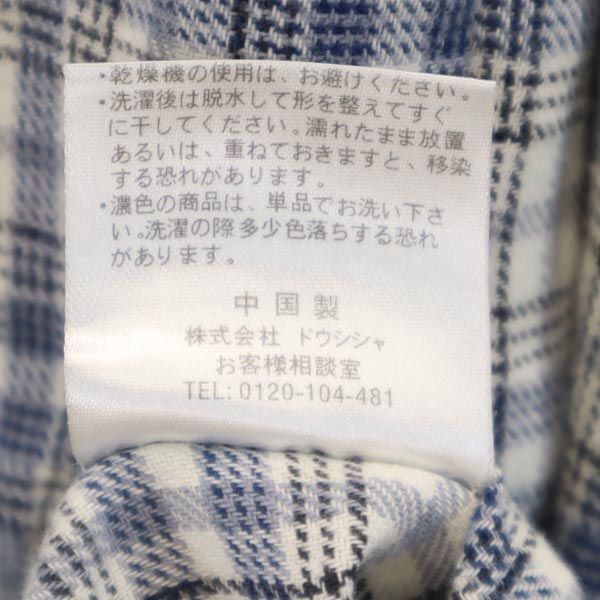 ・乾燥機の使用は、お避けください。
・洗濯後は脱水して形を整えてすぐ
に干してください。濡れたまま放置
あるいは、重ねておきますと、移染
する恐れがあります。
・濃色の商品は、単品でお洗い下さ
い。洗濯の際多少色落ちする恐れ
があります。
中国製
株式会社 ドウシシャ
お客様相談室
TEL: 0120-104-481